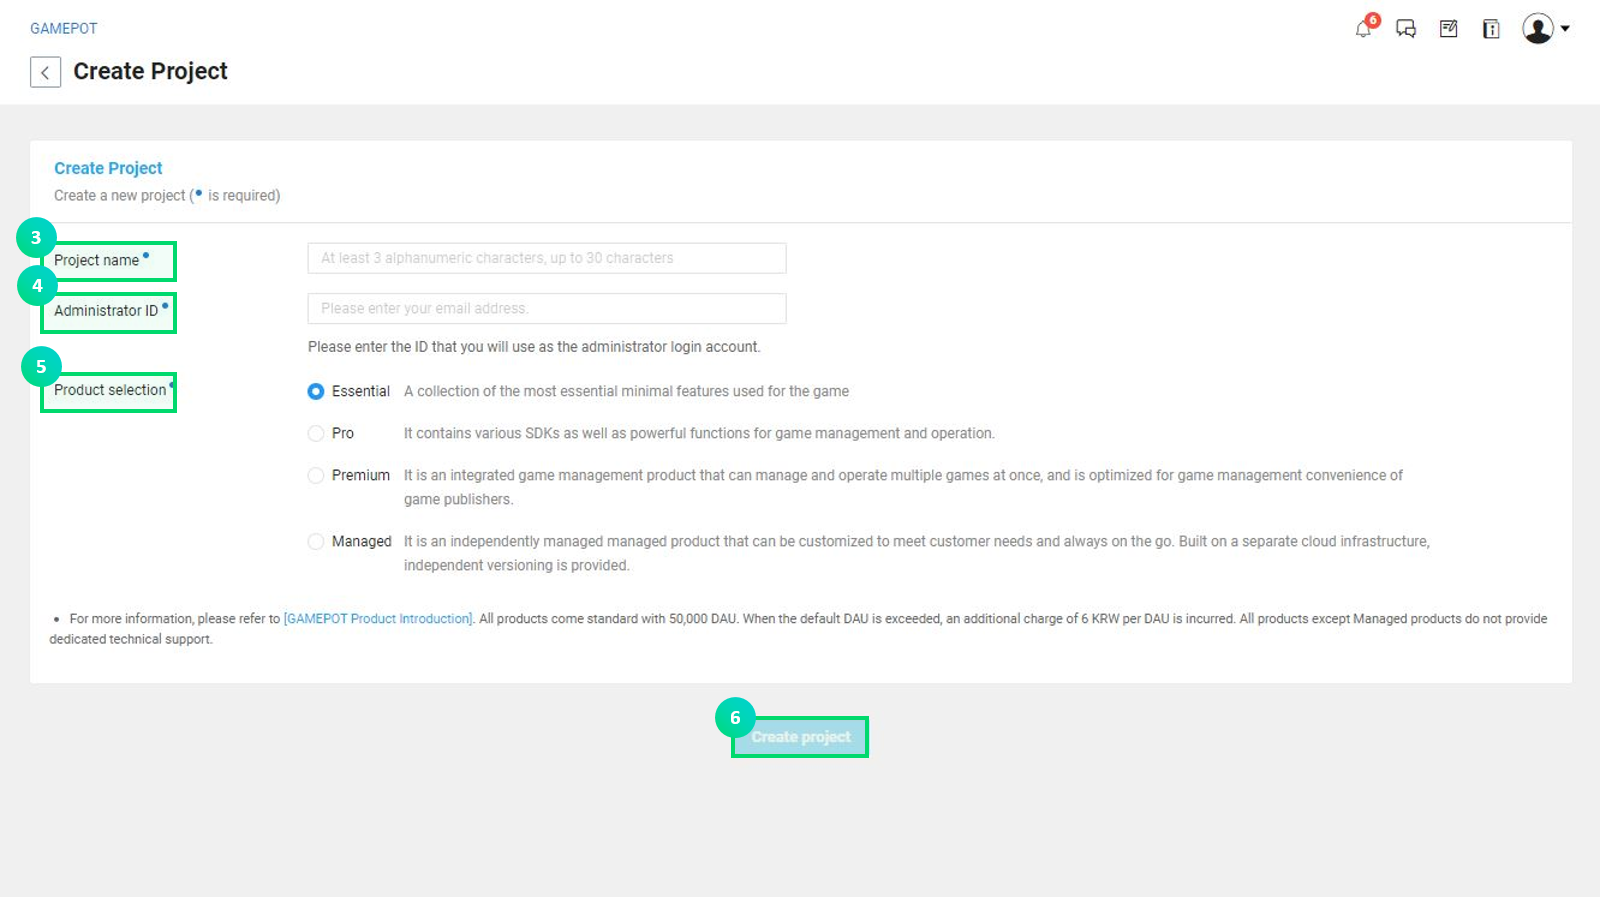 GAMEPOT
6
Create Project
Create Project
Create a new project (• is required)
3
Project name •
At least 3 alphanumeric characters, up to 30 characters
4
Administrator ID •
Please enter your email address.
Please enter the ID that you will use as the administrator login account.
5
Product selection •
Essential A collection of the most essential minimal features used for the game
Pro It contains various SDKs as well as powerful functions for game management and operation.
Premium It is an integrated game management product that can manage and operate multiple games at once, and is optimized for game management convenience of
game publishers.
Managed It is an independently managed managed product that can be customized to meet customer needs and always on the go. Built on a separate cloud infrastructure,
independent versioning is provided.
• For more information, please refer to [GAMEPOT Product Introduction]. All products come standard with 50,000 DAU. When the default DAU is exceeded, an additional charge of 6 KRW per DAU is incurred. All products except Managed products do not provide
dedicated technical support.
6
Create project